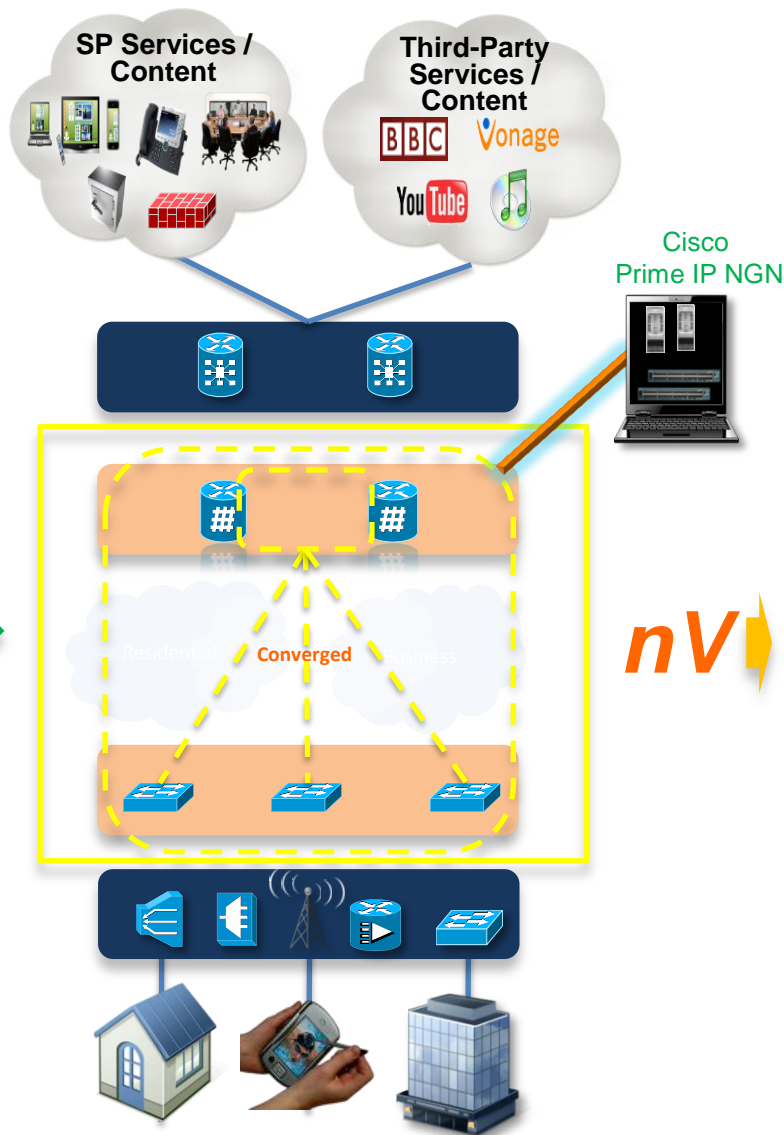 SP Services /
Content
Third-Party
Services /
Content
BBC
Vonage
YouTube
Cisco
Prime IP NGN
#
#
Residential
Converged
Business
nV